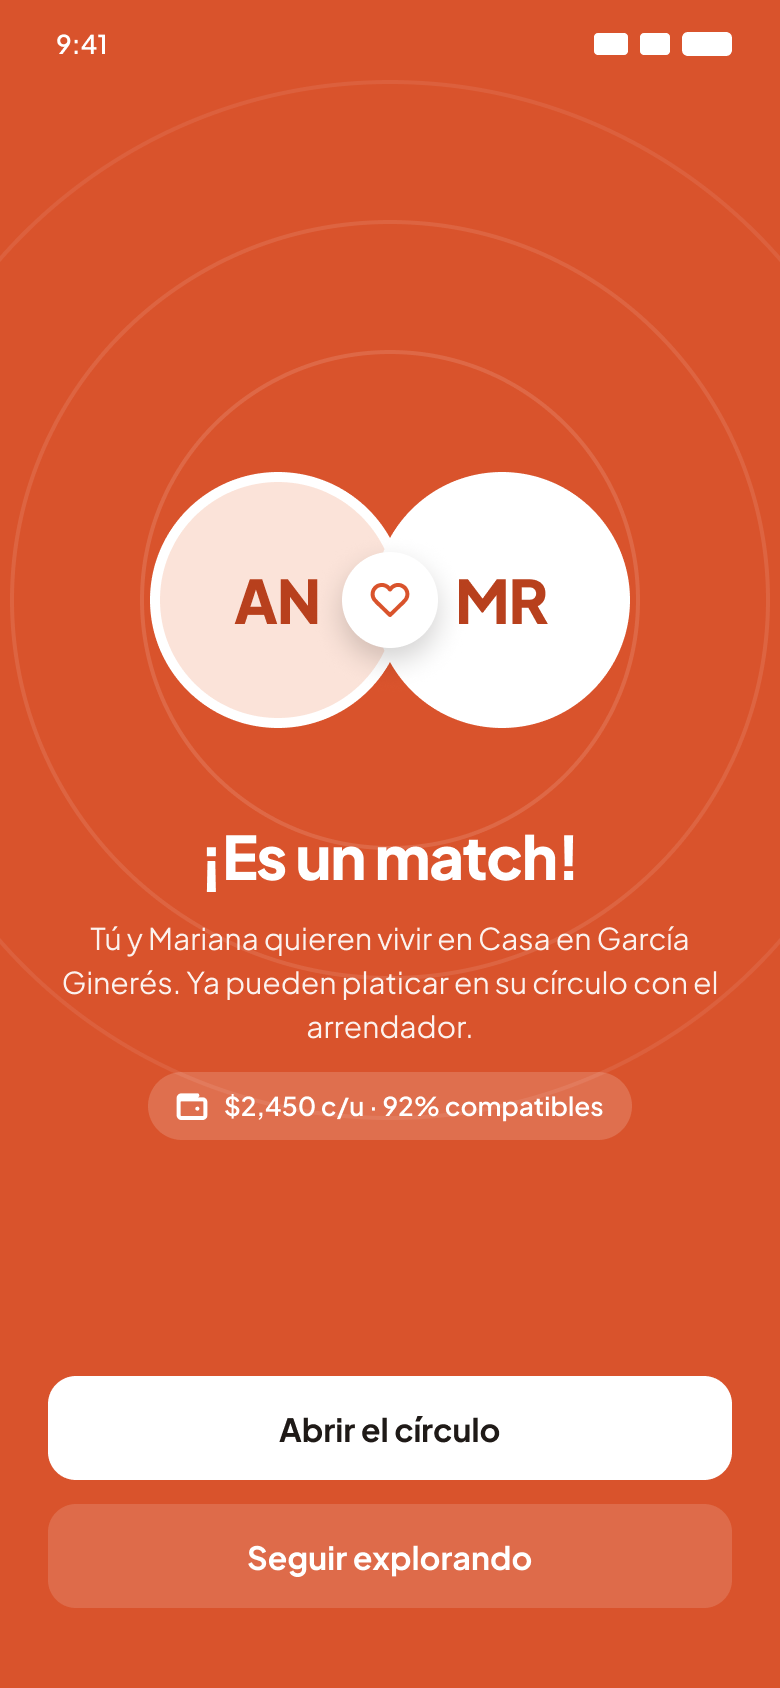 9:41
AN
MR
¡Es un match!
Tú y Mariana quieren vivir en Casa en García
Ginerés. Ya pueden platicar en su círculo con el
arrendador.
$2,450 c/u · 92% compatibles
Abrir el círculo
Seguir explorando